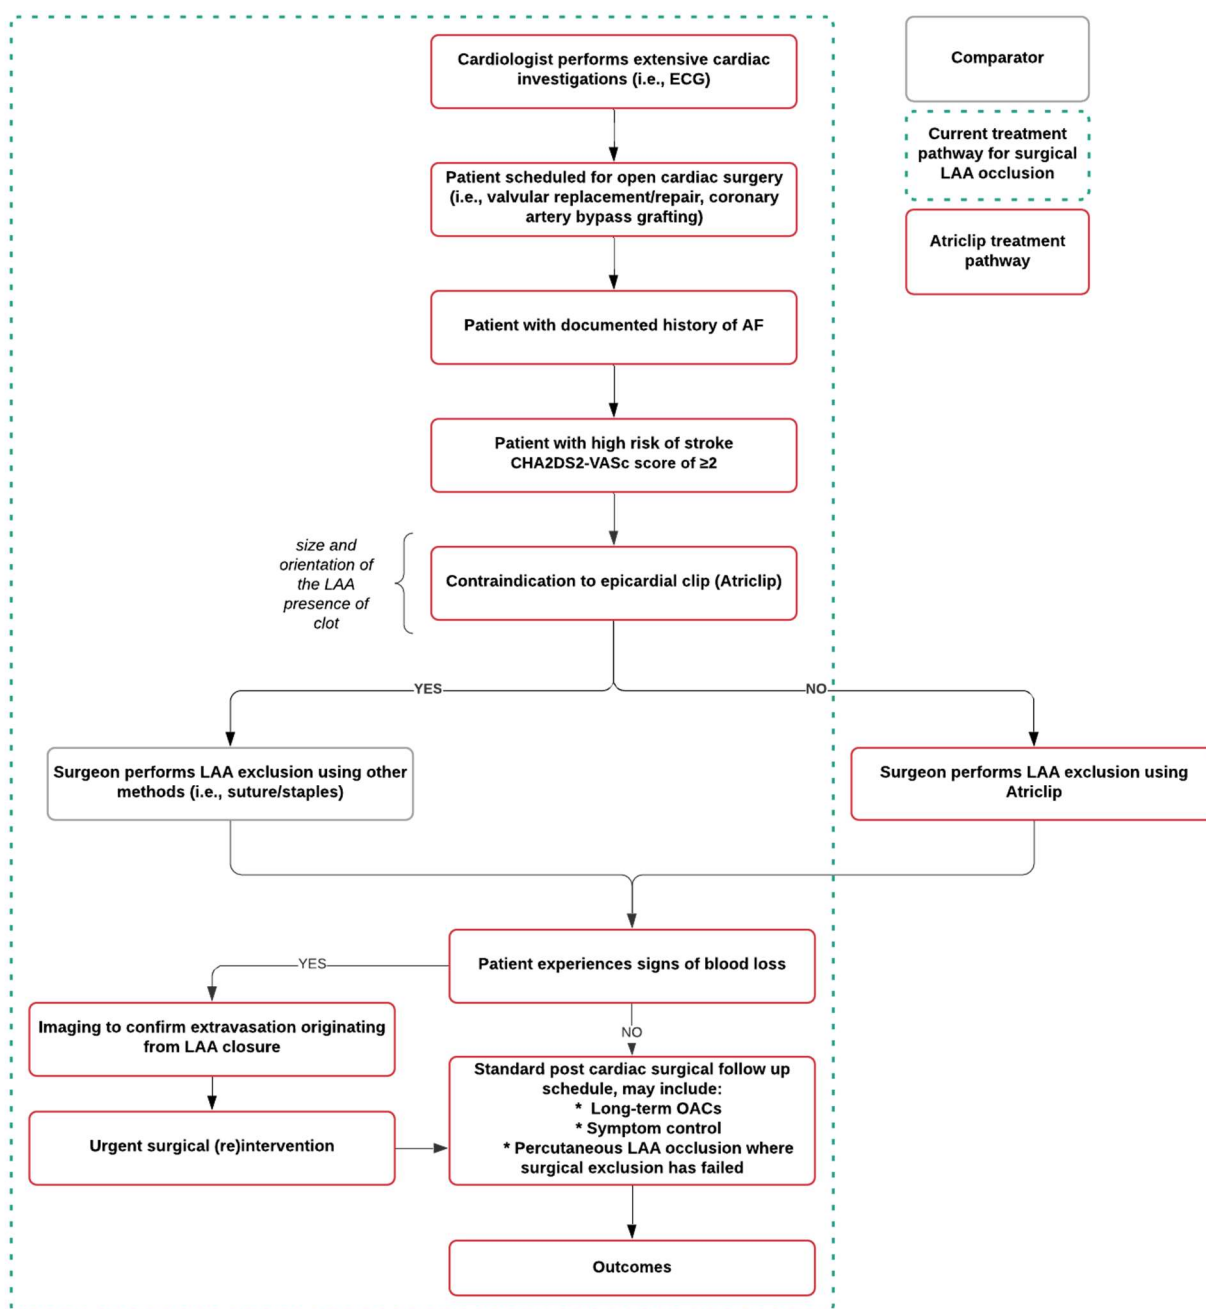 Cardiologist performs extensive cardiac
investigations (i.e., ECG)
Comparator
Current treatment
pathway for surgical
LAA occlusion
Patient scheduled for open cardiac surgery
(i.e., valvular replacement/repair, coronary
artery bypass grafting)
Atriclip treatment
pathway
Patient with documented history of AF
Patient with high risk of stroke
CHA2DS2-VASc score of ≥2
size and
orientation of
the LAA
presence of
clot
Contraindication to epicardial clip (Atriclip)
YES
NO
Surgeon performs LAA exclusion using other
methods (i.e., suture/staples)
Surgeon performs LAA exclusion using
Atriclip
Patient experiences signs of blood loss
YES
NO
Imaging to confirm extravasation originating
from LAA closure
Urgent surgical (re)intervention
Standard post cardiac surgical follow up
schedule, may include:
* Long-term OACs
* Symptom control
* Percutaneous LAA occlusion where
surgical exclusion has failed
Outcomes